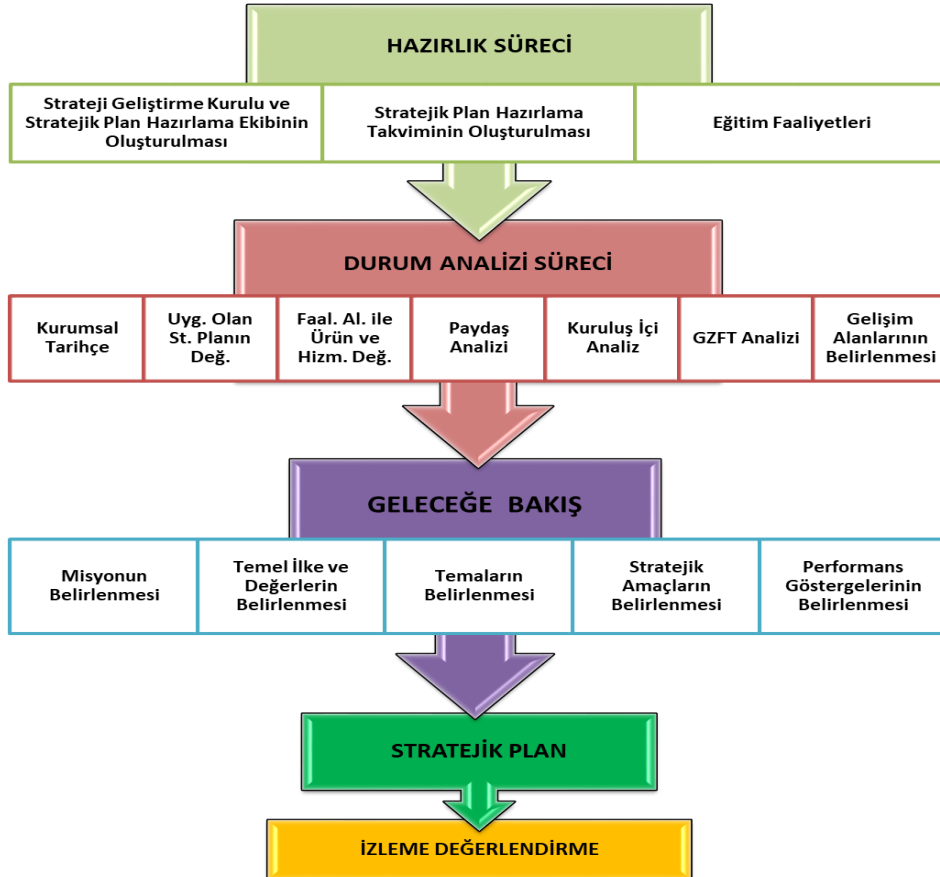 HAZIRLIK SÜRECİ
Strateji Geliştirme Kurulu ve
Stratejik Plan Hazırlama Ekibinin
Oluşturulması
Stratejik Plan Hazırlama
Takviminin Oluşturulması
Eğitim Faaliyetleri
DURUM ANALİZİ SÜRECİ
Kurumsal
Tarihçe
Uyg. Olan
St. Planın
Değ.
Faal. Al. ile
Ürün ve
Hizm. Değ.
Paydaş
Analizi
Kuruluş İçi
Analiz
GZFT Analizi
Gelişim
Alanlarının
Belirlenmesi
GELECEĞE BAKIŞ
Misyonun
Belirlenmesi
Temel İlke ve
Değerlerin
Belirlenmesi
Temaların
Belirlenmesi
Stratejik
Amaçların
Belirlenmesi
Performans
Göstergelerinin
Belirlenmesi
STRATEJİK PLAN
İZLEME DEĞERLENDİRME